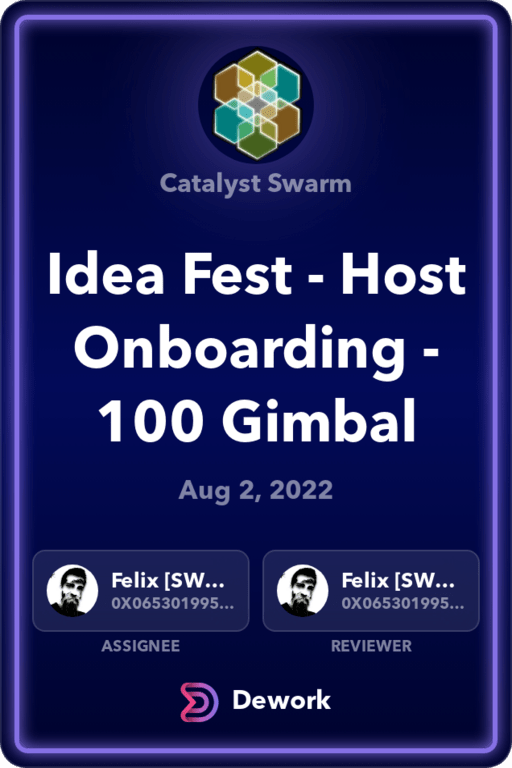 Catalyst Swarm
Idea Fest - Host
Onboarding -
100 Gimbal
Aug 2, 2022
Felix [SW...
0X065301995...
ASSIGNEE
Felix [SW...
0X065301995...
REVIEWER
Dework